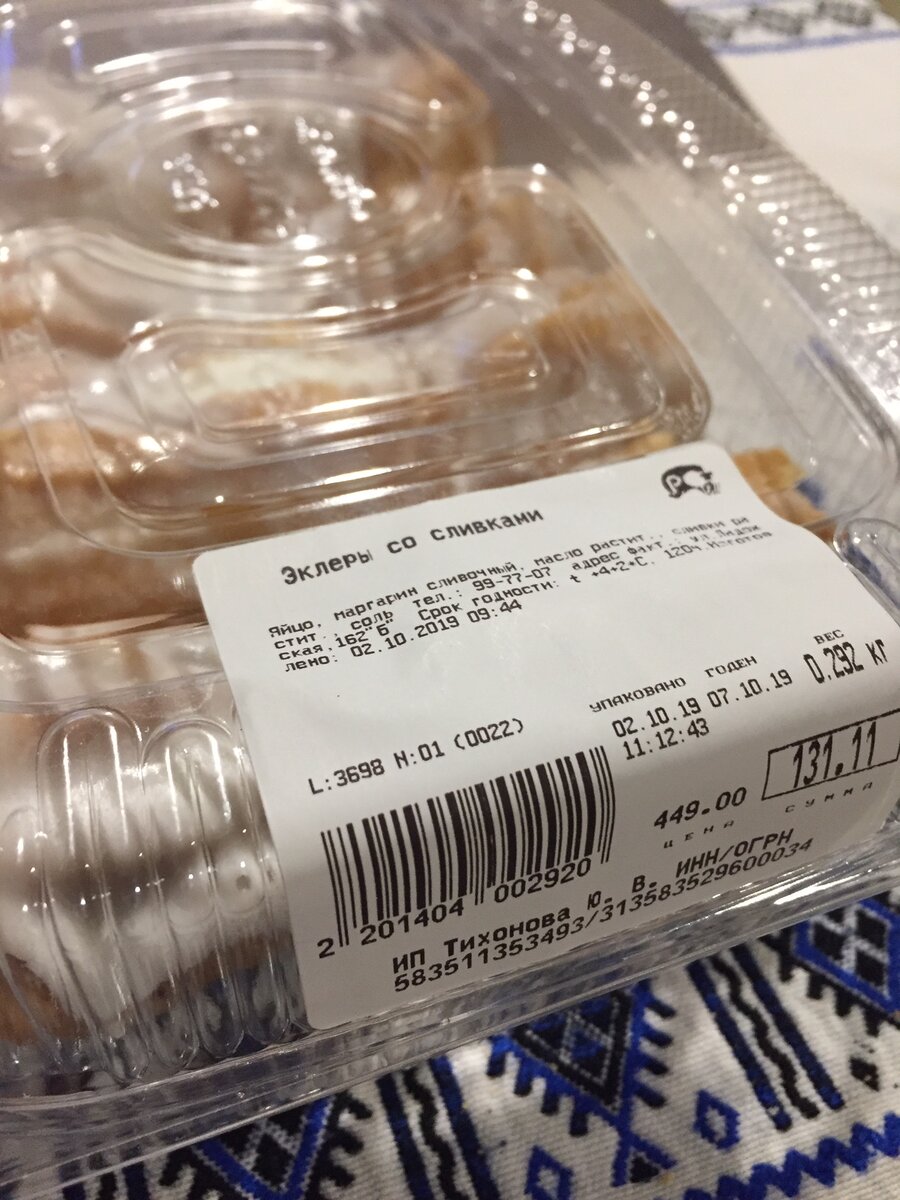 Эклеры со сливками
Яйцо, маргарин сливочный, масло растит., сливки ра
стит., соль тел.: 99-77-07 адрес факт.: ул.
ская,162"Б" Срок годности: t +4+2+С, 120ч.Изготов
лено: 02.10.2019 09:44
УПАКОВАНО ГОДЕН ВЕС
02.10.19 07.10.19 0.292 кг
11:12:43
L:3698 N:01 (0022)
449.00 131.11
ЦЕНА СУММА
2 201404 002920
ИП Тихонова Ю. В. ИНН/ОГРН
583511353493/313583529600034